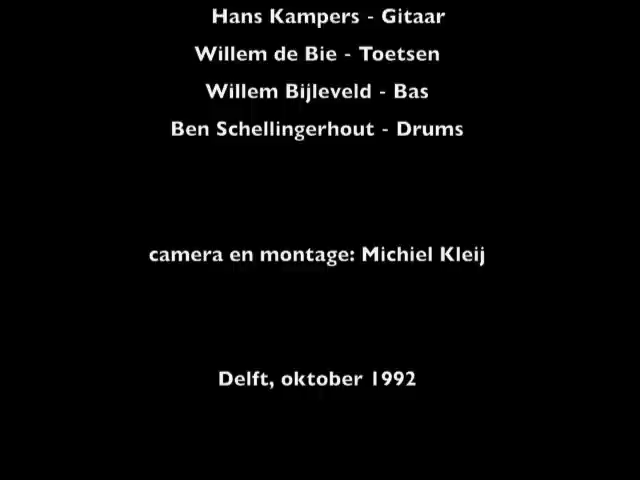 Hans Kampers - Gitaar
Willem de Bie - Toetsen
Willem Bijleveld - Bas
Ben Schellingerhout - Drums
camera en montage: Michiel Kleij
Delft, oktober 1992